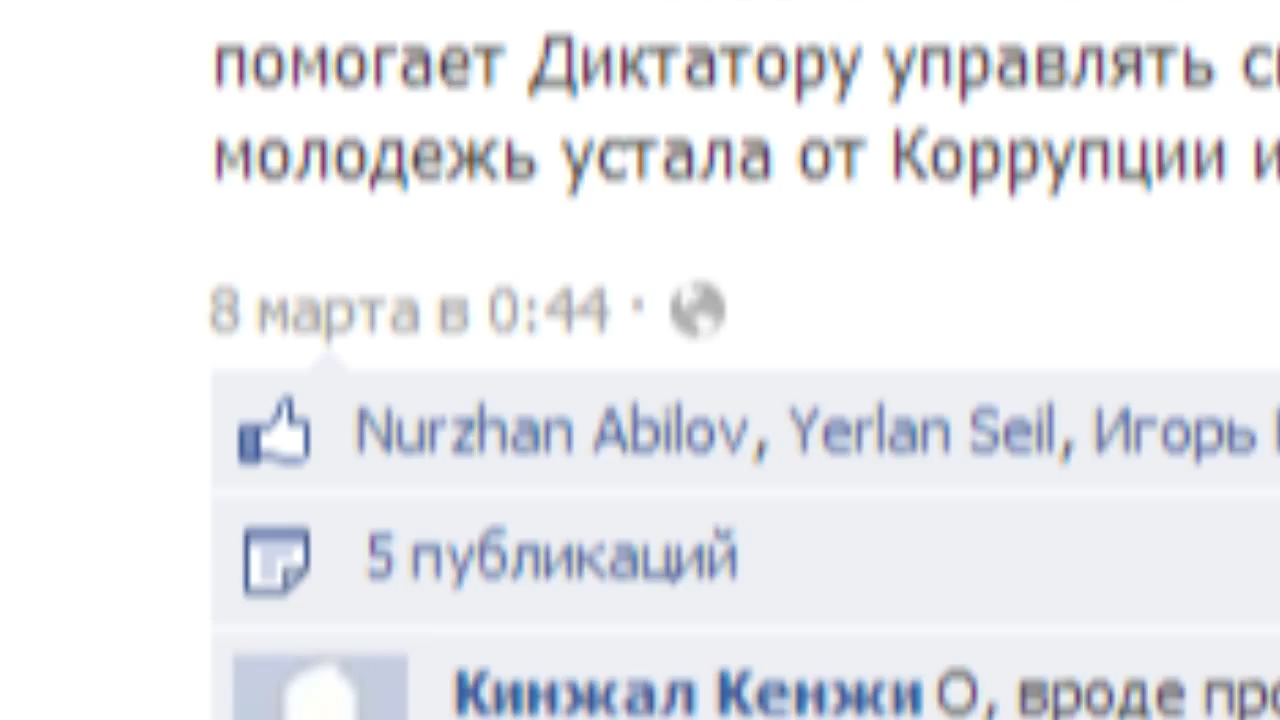 помогает Диктатору управлять
молодежь устала от Коррупции и
8 марта в 0:44 ·
Nurzhan Abilov, Yerlan Seil, Игорь
5 публикаций
Кинжал Кенжи О, вроде